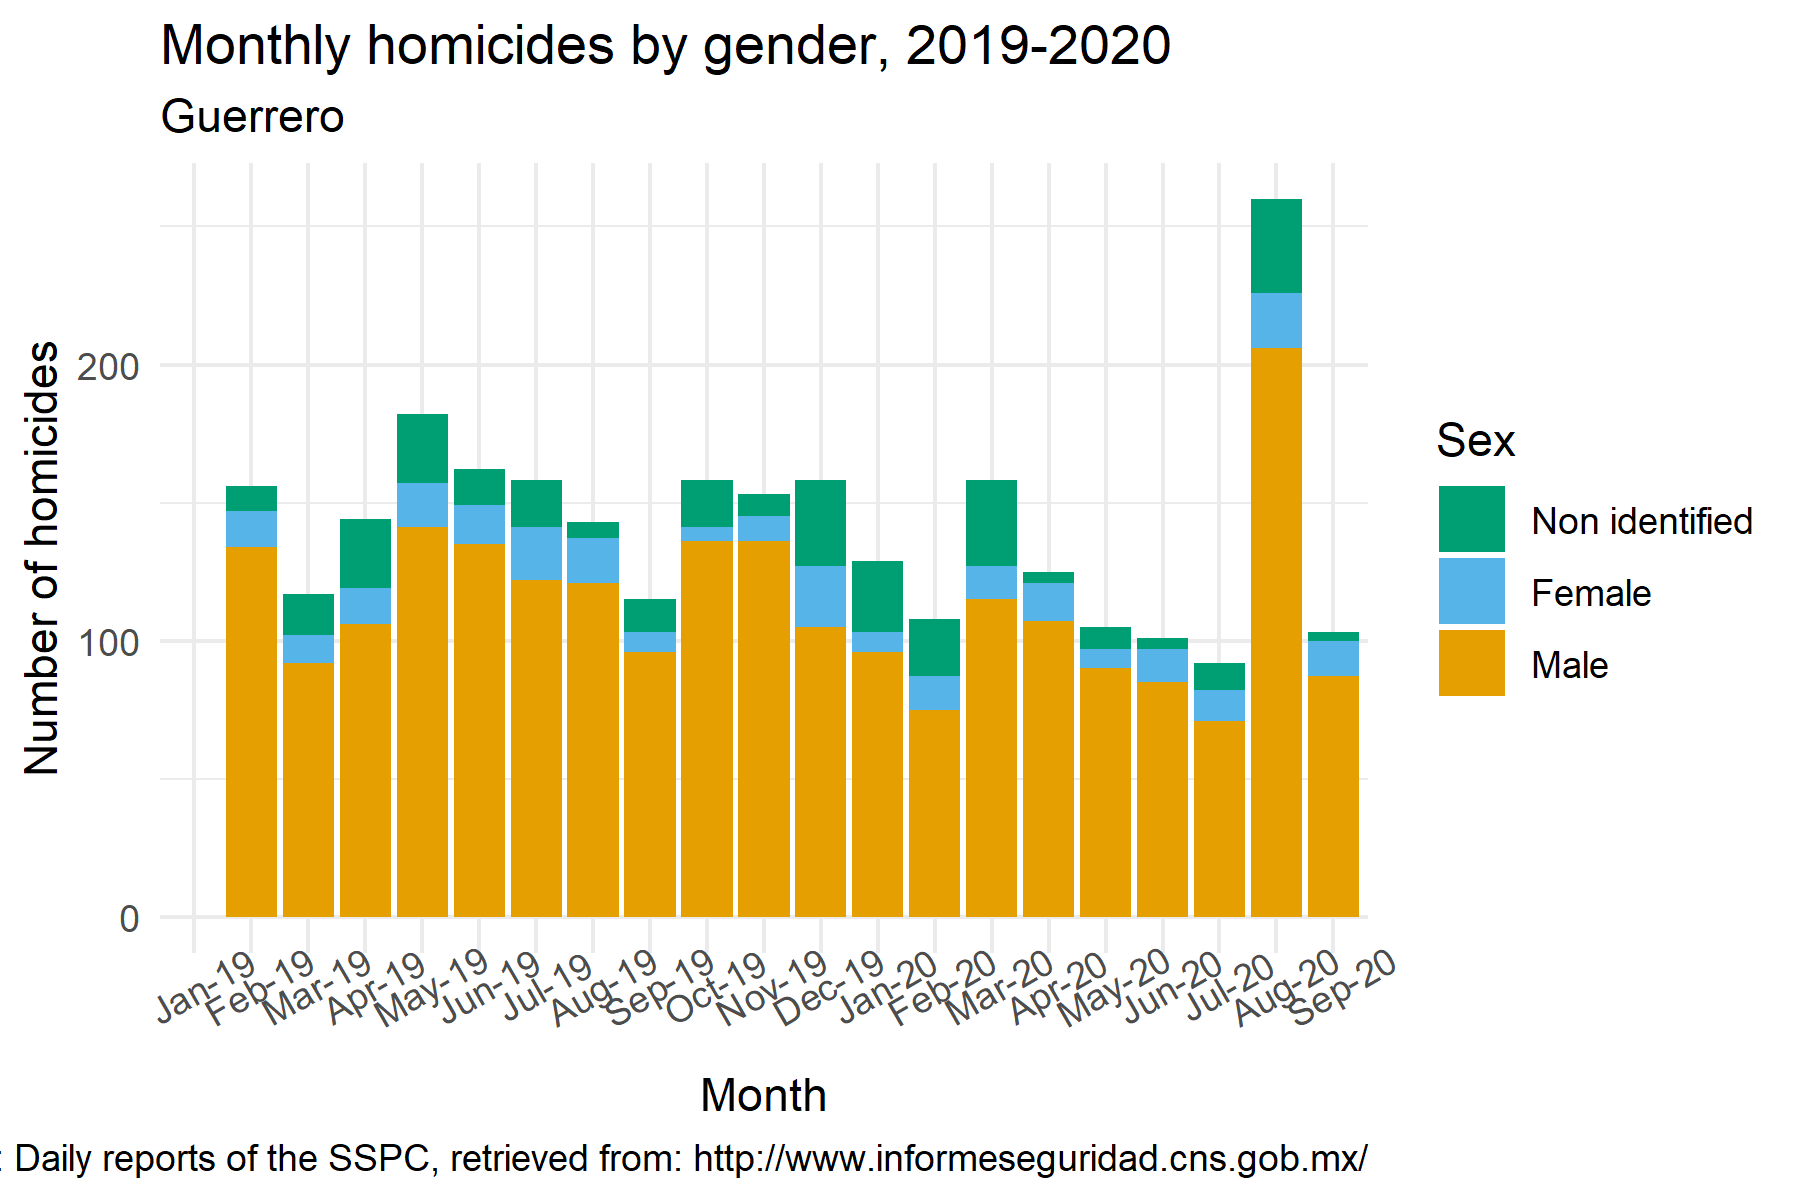 Monthly homicides by gender, 2019-2020
Guerrero
Number of homicides
200
100
0
Sex
Non identified
Female
Male
Jan-19
Feb-19
Mar-19
Apr-19
May-19
Jun-19
Jul-19
Aug-19
Sep-19
Oct-19
Nov-19
Dec-19
Jan-20
Feb-20
Mar-20
Apr-20
May-20
Jun-20
Jul-20
Aug-20
Sep-20
Month
: Daily reports of the SSPC, retrieved from: http://www.informeseguridad.cns.gob.mx/